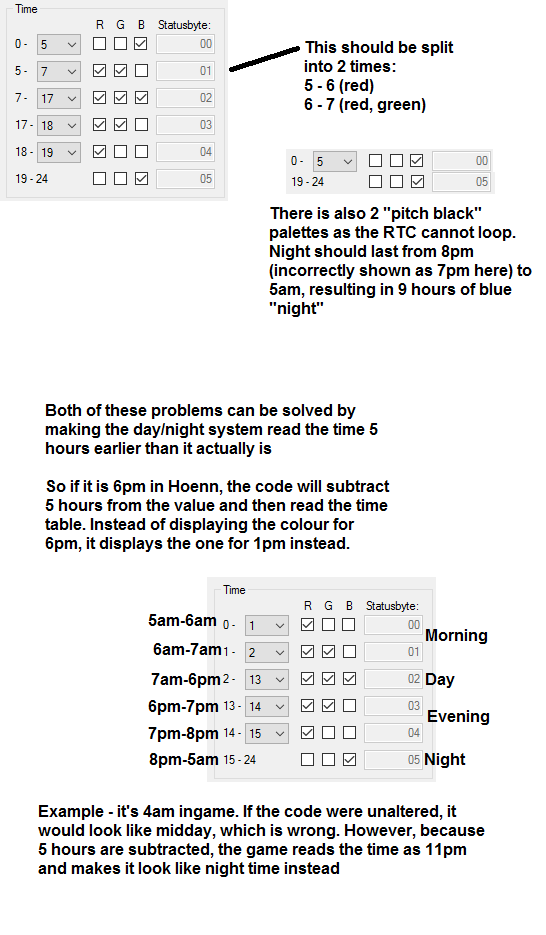 Time
R G B Statusbyte:
0 - 5 00
5 - 7 01
7 - 17 02
17 - 18 03
18 - 19 04
19 - 24 05
This should be split
into 2 times:
5 - 6 (red)
6 - 7 (red, green)
0 - 5 00
19 - 24 05
There is also 2 "pitch black"
palettes as the RTC cannot loop.
Night should last from 8pm
(incorrectly shown as 7pm here) to
5am, resulting in 9 hours of blue
"night"
Both of these problems can be solved by
making the day/night system read the time 5
hours earlier than it actually is
So if it is 6pm in Hoenn, the code will subtract
5 hours from the value and then read the time
table. Instead of displaying the colour for
6pm, it displays the one for 1pm instead.
Time
R G B Statusbyte:
5am-6am 0 - 1 00
Morning
6am-7am 1 - 2 01
7am-6pm 2 - 13 02 Day
6pm-7pm 13 - 14 03
Evening
7pm-8pm 14 - 15 04
8pm-5am 15 - 24 05 Night
Example - it's 4am ingame. If the code were unaltered, it
would look like midday, which is wrong. However, because
5 hours are subtracted, the game reads the time as 11pm
and makes it look like night time instead